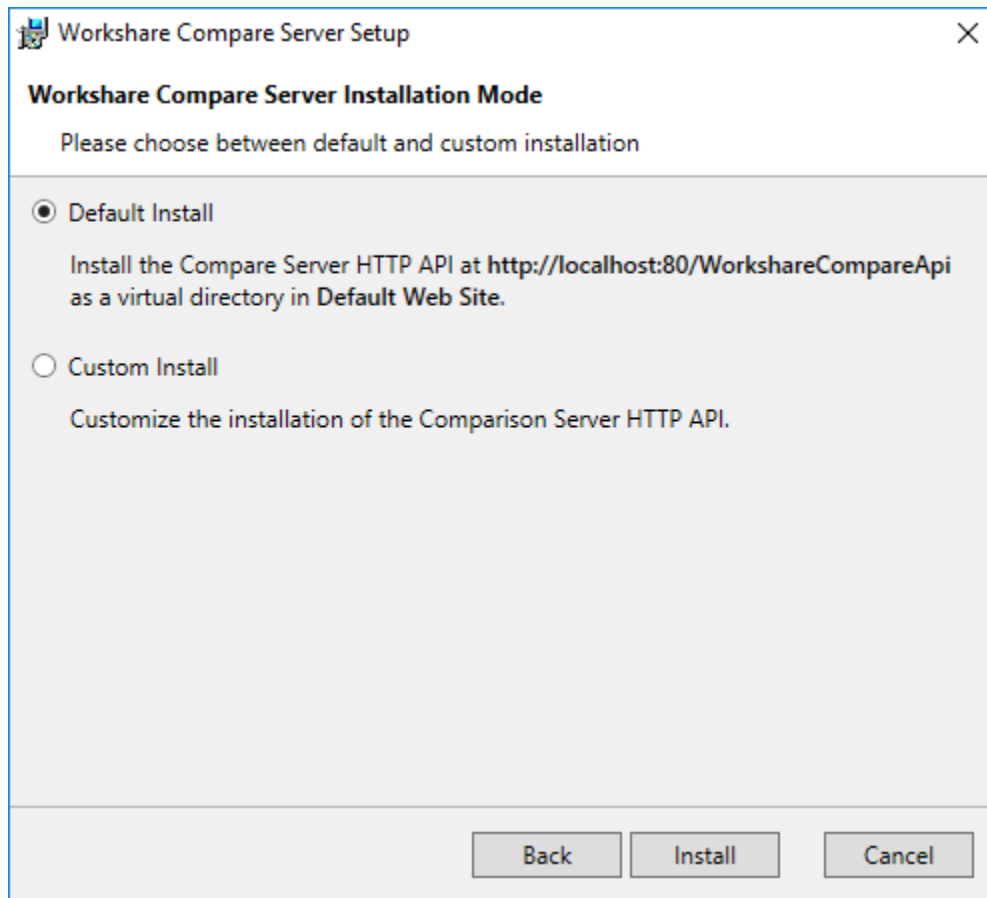 Workshare Compare Server Setup
Workshare Compare Server Installation Mode
Please choose between default and custom installation
Default Install
Install the Compare Server HTTP API at http://localhost:80/WorkshareCompareApi
as a virtual directory in Default Web Site.
Custom Install
Customize the installation of the Comparison Server HTTP API.
Back
Install
Cancel